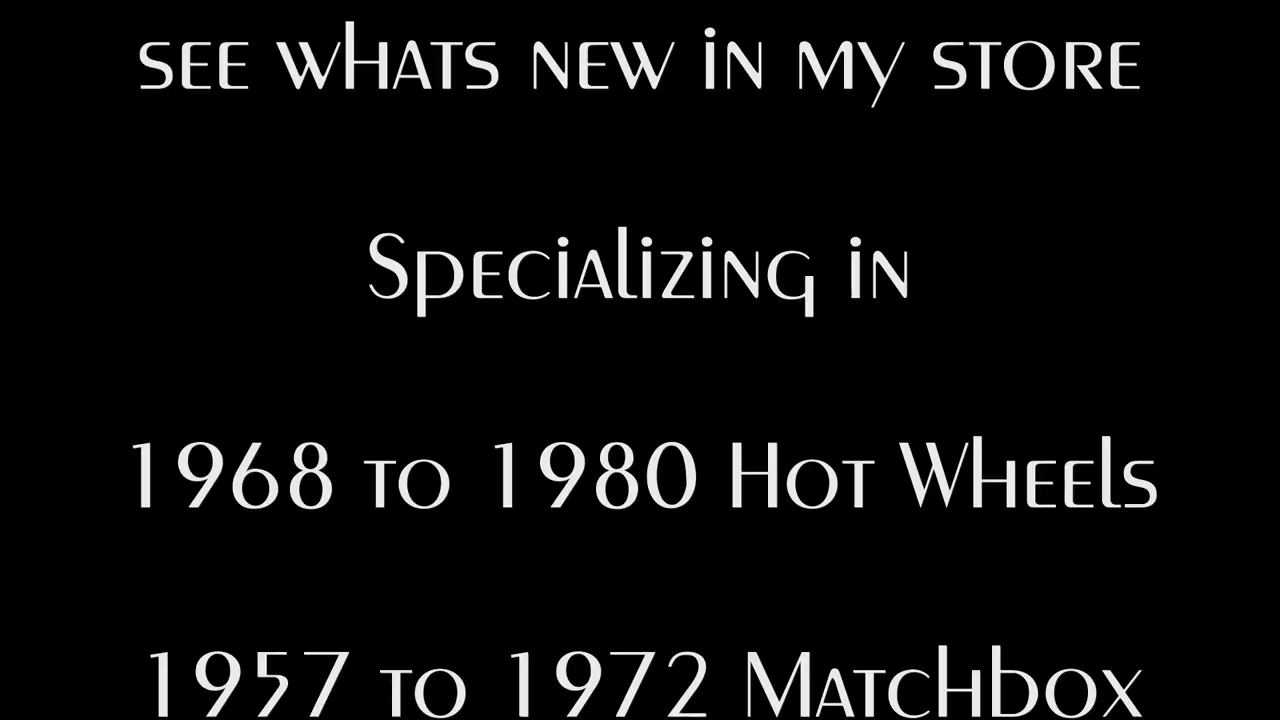 see whats new in my store
Specializing in
1968 to 1980 Hot Wheels
1957 to 1972 Matchbox